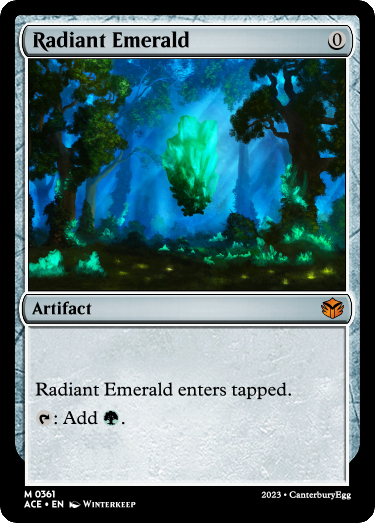 Radiant Emerald 0
Artifact
Radiant Emerald enters tapped.
: Add .
M 0361
ACE • EN Winterkeep
2023 • CanterburyEgg